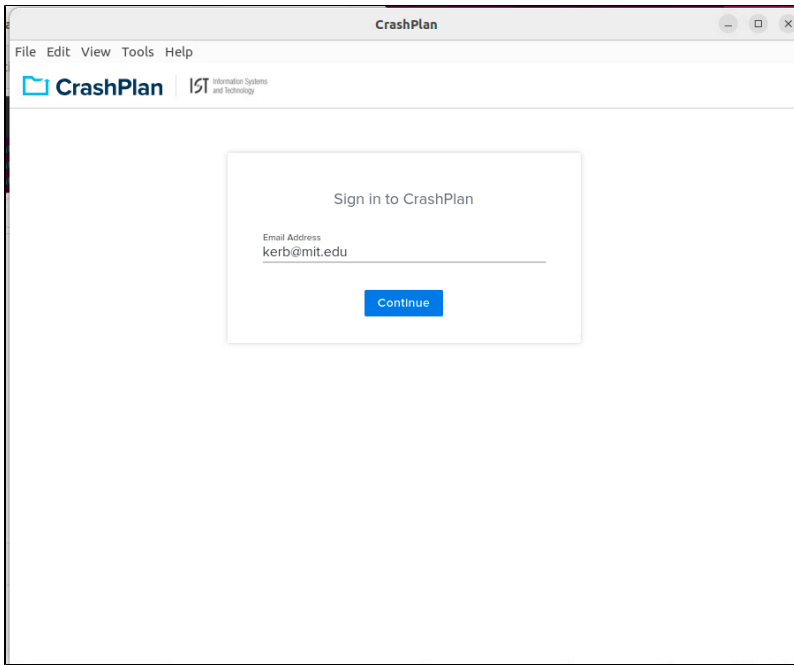 CrashPlan
File Edit View Tools Help
CrashPlan
IST Information Systems
and Technology
Sign in to CrashPlan
Email Address
kerb@mit.edu
Continue